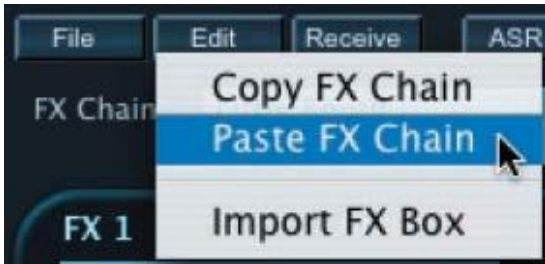 File Edit Receive ASR
Copy FX Chain
FX Chain
Paste FX Chain
Import FX Box
FX 1